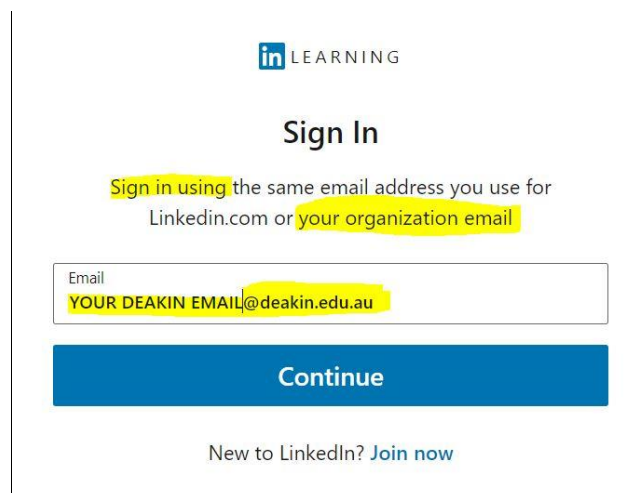 in LEARNING
Sign In
Sign in using the same email address you use for
Linkedin.com or your organization email
Email
YOUR DEAKIN EMAIL@deakin.edu.au
Continue
New to LinkedIn? Join now